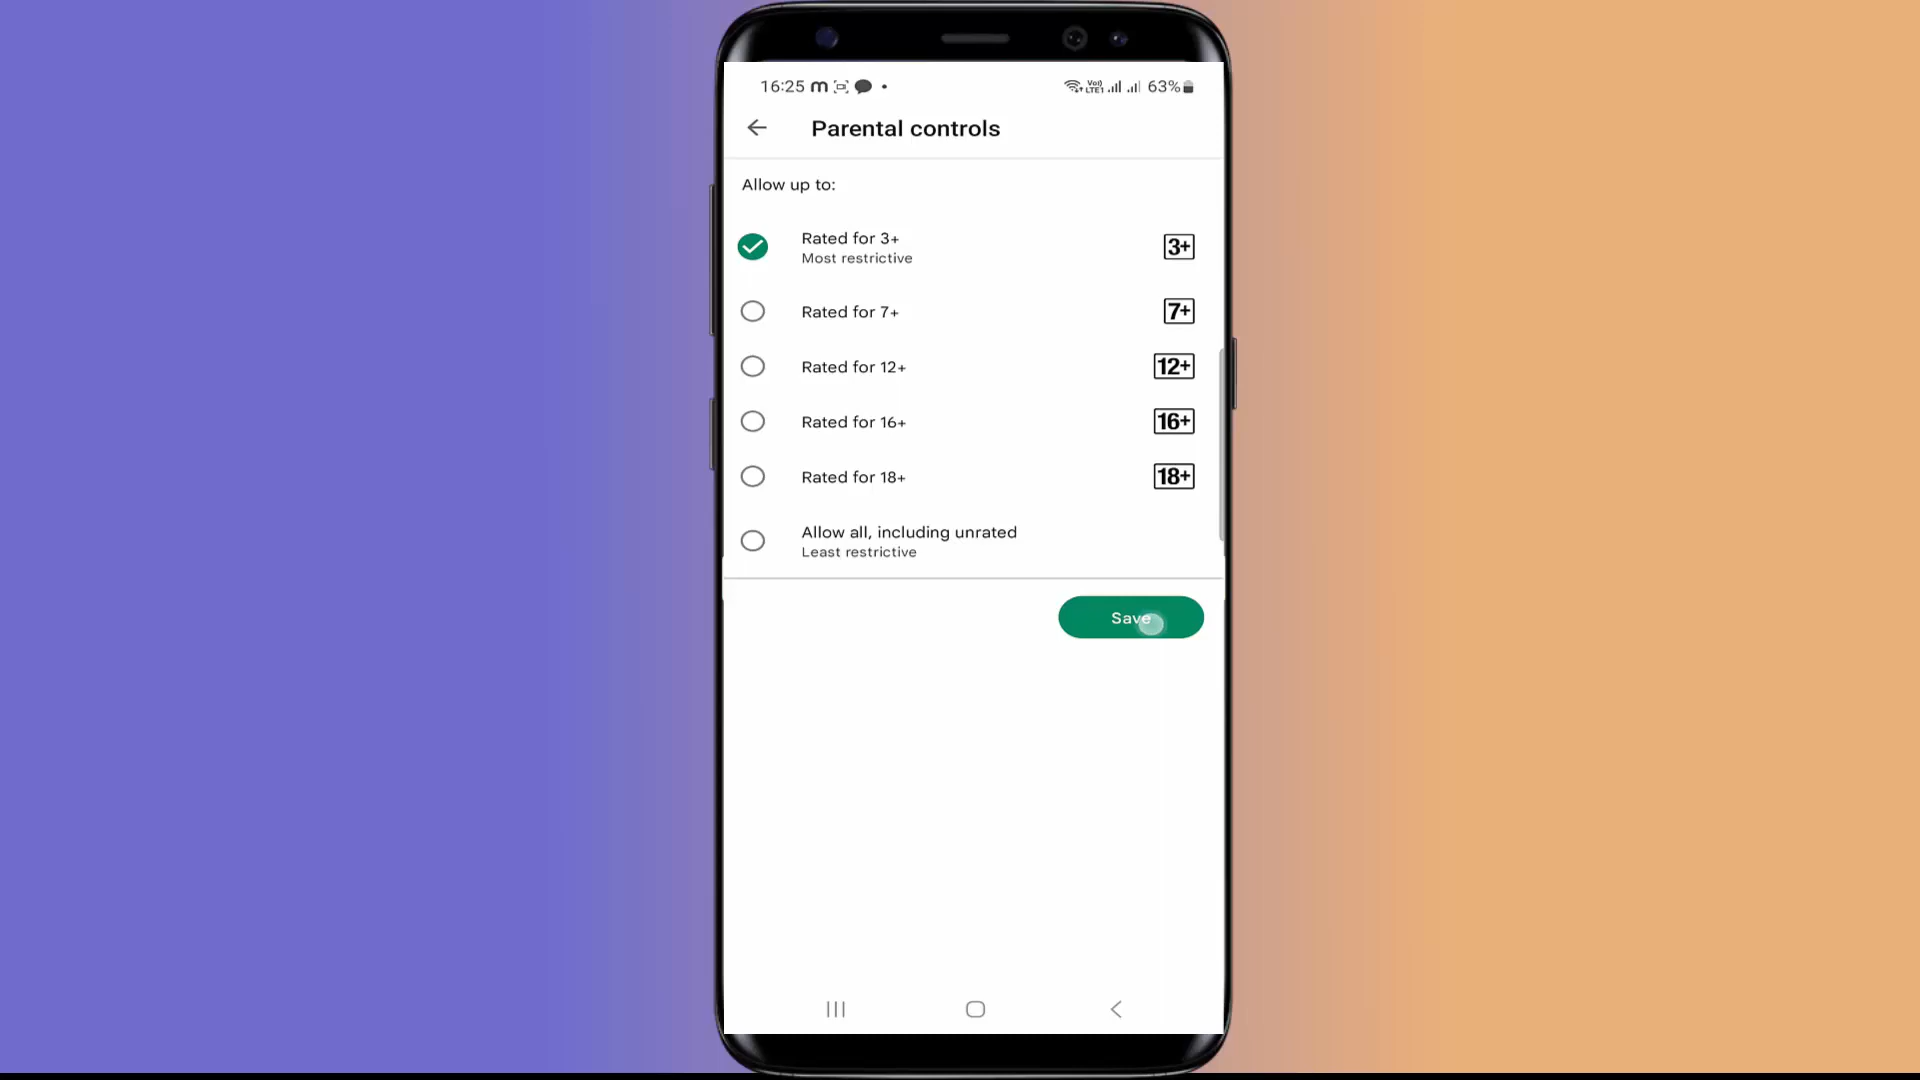 16:25 m 63%
Parental controls
Allow up to:
Rated for 3+
Most restrictive
3+
Rated for 7+
7+
Rated for 12+
12+
Rated for 16+
16+
Rated for 18+
18+
Allow all, including unrated
Least restrictive
Save